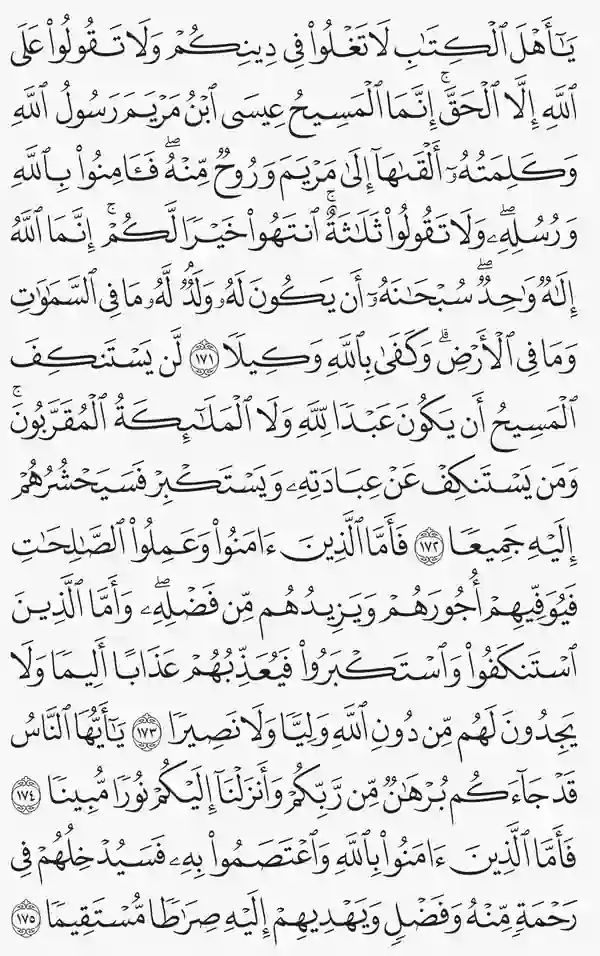 يَٰٓأَهۡلَ ٱلۡكِتَٰبِ لَا تَغۡلُواْ فِي دِينِكُمۡ وَلَا تَقُولُواْ عَلَى
ٱللَّهِ إِلَّا ٱلۡحَقَّۚ إِنَّمَا ٱلۡمَسِيحُ عِيسَى ٱبۡنُ مَرۡيَمَ رَسُولُ ٱللَّهِ
وَكَلِمَتُهُۥٓ أَلۡقَىٰهَآ إِلَىٰ مَرۡيَمَ وَرُوحٞ مِّنۡهُۖ فَـَٔامِنُواْ بِٱللَّهِ
وَرُسُلِهِۦۖ وَلَا تَقُولُواْ ثَلَٰثَةٌۚ ٱنتَهُواْ خَيۡرٗا لَّكُمۡۚ إِنَّمَا ٱللَّهُ
إِلَٰهٞ وَٰحِدٞۖ سُبۡحَٰنَهُۥٓ أَن يَكُونَ لَهُۥ وَلَدٞۘ لَّهُۥ مَا فِي ٱلسَّمَٰوَٰتِ
وَمَا فِي ٱلۡأَرۡضِۗ وَكَفَىٰ بِٱللَّهِ وَكِيلٗا ١٧١ لَّن يَسۡتَنكِفَ
ٱلۡمَسِيحُ أَن يَكُونَ عَبۡدٗا لِّلَّهِ وَلَا ٱلۡمَلَٰٓئِكَةُ ٱلۡمُقَرَّبُونَۚ
وَمَن يَسۡتَنكِفۡ عَنۡ عِبَادَتِهِۦ وَيَسۡتَكۡبِرۡ فَسَيَحۡشُرُهُمۡ
إِلَيۡهِ جَمِيعٗا ١٧٢ فَأَمَّا ٱلَّذِينَ ءَامَنُواْ وَعَمِلُواْ ٱلصَّٰلِحَٰتِ
فَيُوَفِّيهِمۡ أُجُورَهُمۡ وَيَزِيدُهُم مِّن فَضۡلِهِۦۖ وَأَمَّا ٱلَّذِينَ
ٱسۡتَنكَفُواْ وَٱسۡتَكۡبَرُواْ فَيُعَذِّبُهُمۡ عَذَابًا أَلِيمٗا وَلَا
يَجِدُونَ لَهُم مِّن دُونِ ٱللَّهِ وَلِيّٗا وَلَا نَصِيرٗا ١٧٣ يَٰٓأَيُّهَا ٱلنَّاسُ
قَدۡ جَآءَكُم بُرۡهَٰنٞ مِّن رَّبِّكُمۡ وَأَنزَلۡنَآ إِلَيۡكُمۡ نُورٗا مُّبِينٗا ١٧٤
فَأَمَّا ٱلَّذِينَ ءَامَنُواْ بِٱللَّهِ وَٱعۡتَصَمُواْ بِهِۦ فَسَيُدۡخِلُهُمۡ فِي
رَحۡمَةٖ مِّنۡهُ وَفَضۡلٖ وَيَهۡدِيهِمۡ إِلَيۡهِ صِرَٰطٗا مُّسۡتَقِيمٗا ١٧٥